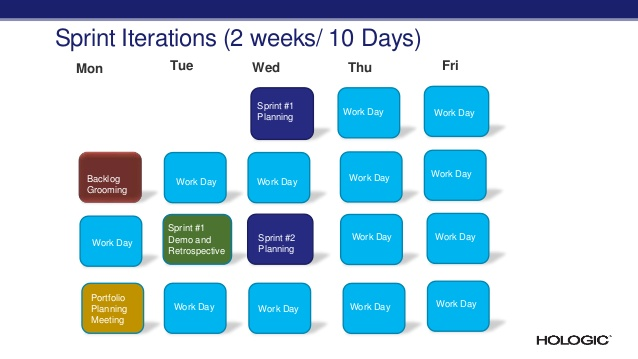 Sprint Iterations (2 weeks/ 10 Days)
Mon Tue Wed Thu Fri
Sprint #1
Planning
Work Day
Work Day
Backlog
Grooming
Work Day
Work Day
Work Day
Work Day
Work Day
Sprint #1
Demo and
Retrospective
Sprint #2
Planning
Work Day
Work Day
Portfolio
Planning
Meeting
Work Day
Work Day
Work Day
Work Day
HOLOGIC